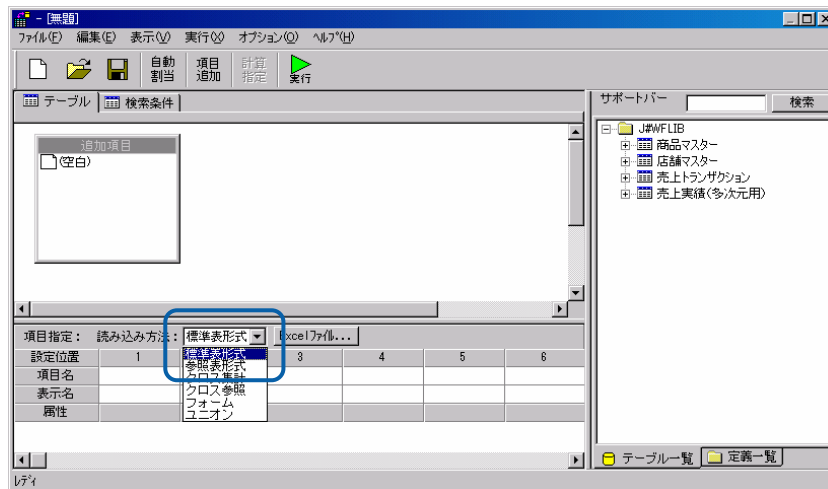 - [無題]
ファイル(F) 編集(E) 表示(V) 実行(X) オプション(O) ヘルプ(H)
自動割当 項目追加 計算指定 実行
テーブル 検索条件
サポートバー 検索
追加項目
(空白)
J#WFLIB
商品マスター
店舗マスター
売上トランザクション
売上実績(多次元用)
項目指定: 読み込み方法: 標準表形式 Excelファイル...
設定位置 1 3 4 5 6
項目名
表示名
属性
標準表形式
参照表形式
クロス集計
クロス参照
フォーム
ユニオン
テーブル一覧 定義一覧
レディ